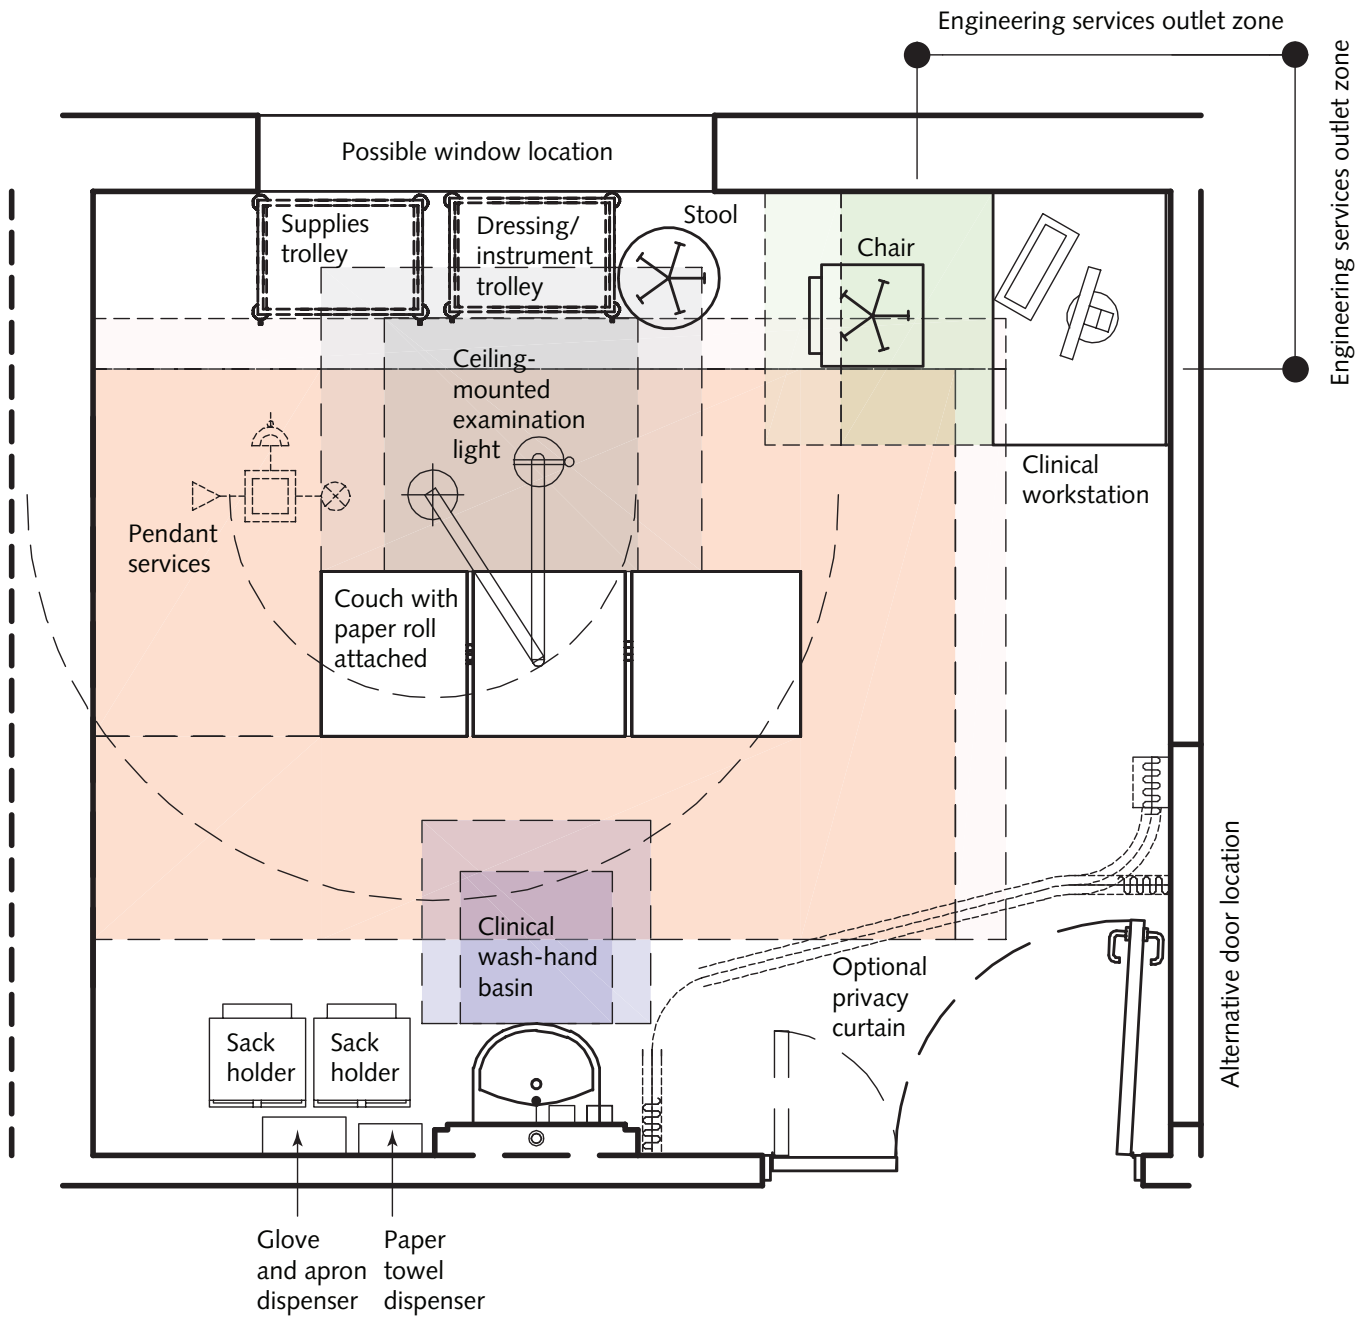 Engineering services outlet zone
Engineering services outlet zone
Possible window location
Supplies
trolley
Dressing/
instrument
trolley
Stool
Chair
Ceiling-
mounted
examination
light
Clinical
workstation
Pendant
services
Couch with
paper roll
attached
Clinical
wash-hand
basin
Optional
privacy
curtain
Alternative door location
Sack
holder
Sack
holder
Glove
and apron
dispenser
Paper
towel
dispenser